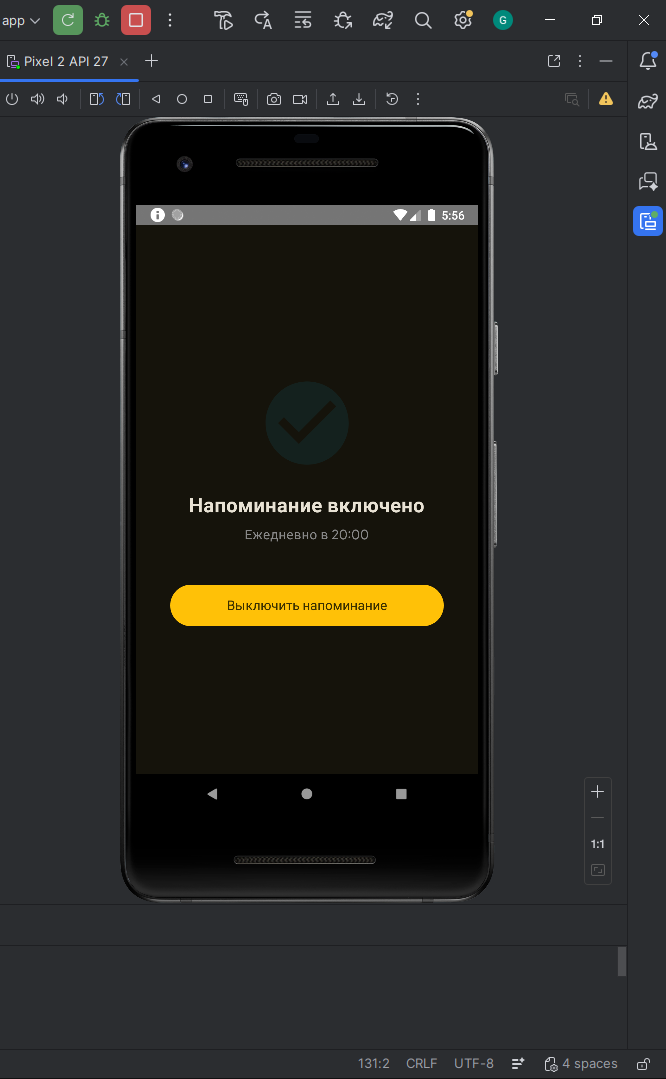 app
G
Pixel 2 API 27
5:56
Напоминание включено
Ежедневно в 20:00
Выключить напоминание
1:1
131:2 CRLF UTF-8 4 spaces